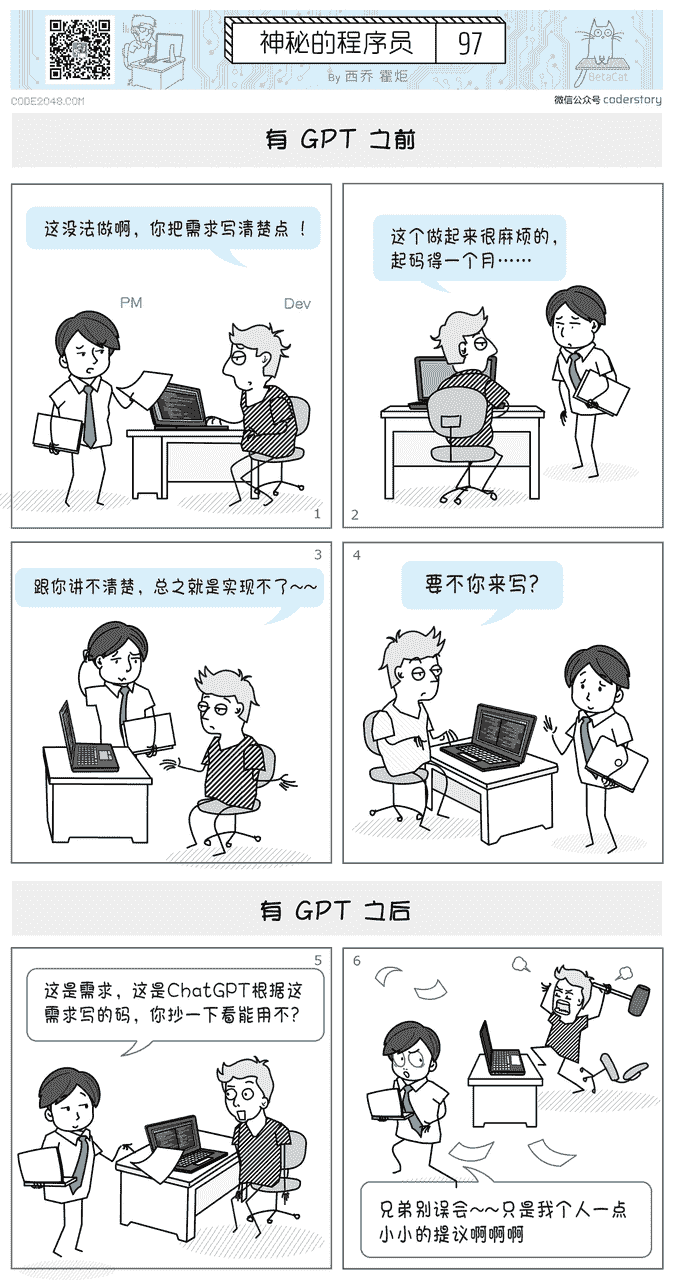 神秘的程序员 97
By 西乔 霍炬
BetaCat
CODE2048.COM
微信公众号 coderstory
有 GPT 之前
这没法做啊，你把需求写清楚点 ！
PM
Dev
1
这个做起来很麻烦的，
起码得一个月……
2
3
跟你讲不清楚，总之就是实现不了~~
4
要不你来写？
有 GPT 之后
5
这是需求，这是ChatGPT根据这
需求写的码，你抄一下看能用不？
6
兄弟别误会~~只是我个人一点
小小的提议啊啊啊